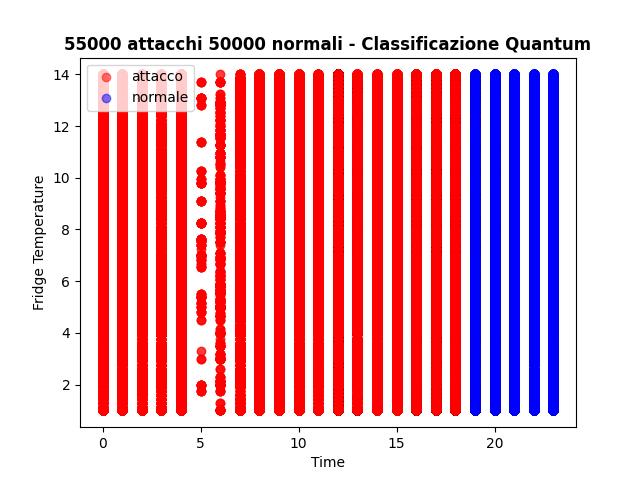 55000 attacchi 50000 normali - Classificazione Quantum
attacco
normale
14
12
10
8
6
4
2
Fridge Temperature
0 5 10 15 20
Time